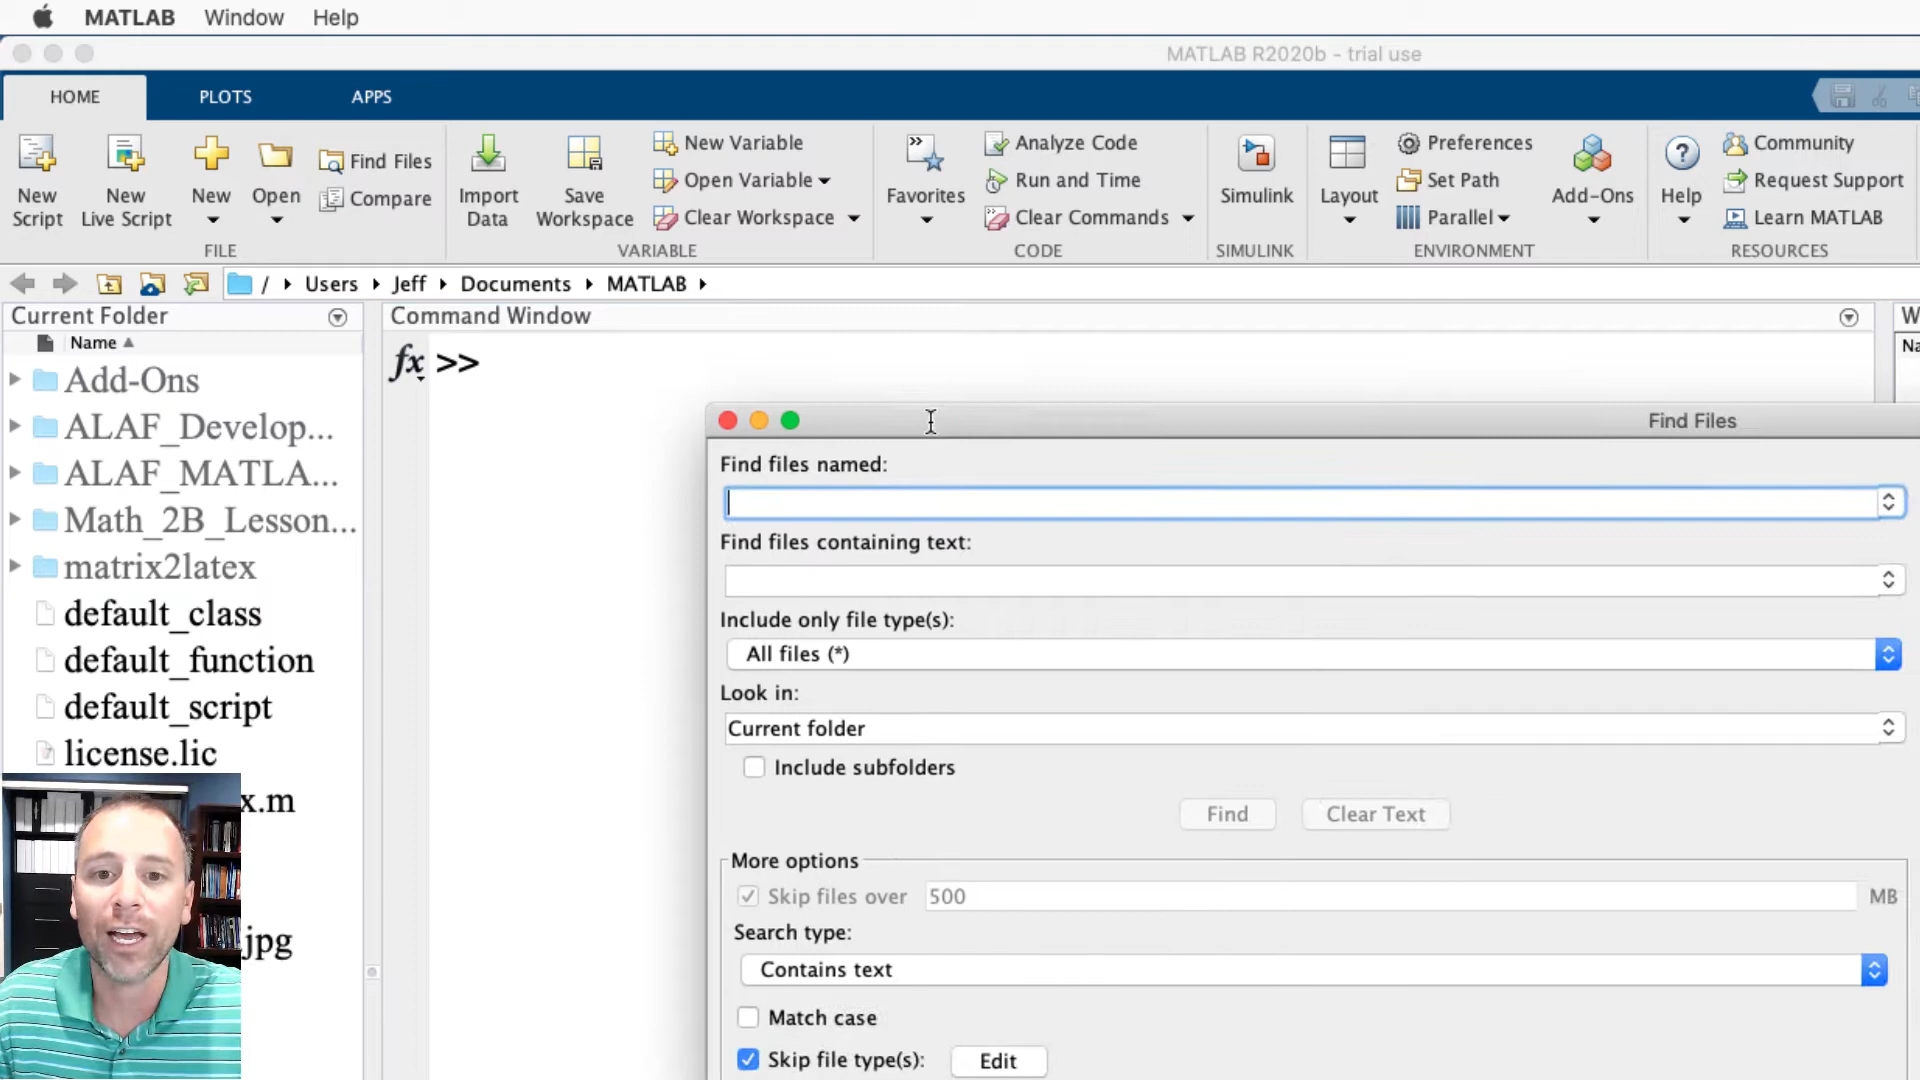 MATLAB Window Help
MATLAB R2020b - trial use
HOME PLOTS APPS
New Script
New Live Script
New
Open
Find Files
Compare
FILE
Import Data
Save Workspace
New Variable
Open Variable
Clear Workspace
VARIABLE
Favorites
Analyze Code
Run and Time
Clear Commands
CODE
Simulink
SIMULINK
Layout
Preferences
Set Path
Parallel
Add-Ons
ENVIRONMENT
Help
Community
Request Support
Learn MATLAB
RESOURCES
/ Users Jeff Documents MATLAB
Current Folder
Name
Add-Ons
ALAF_Develop...
ALAF_MATLA...
Math_2B_Lesson...
matrix2latex
default_class
default_function
default_script
license.lic
x.m
.jpg
Command Window
fx >>
W
Na
Find Files
Find files named:
Find files containing text:
Include only file type(s):
All files (*)
Look in:
Current folder
Include subfolders
Find Clear Text
More options
Skip files over 500 MB
Search type:
Contains text
Match case
Skip file type(s): Edit